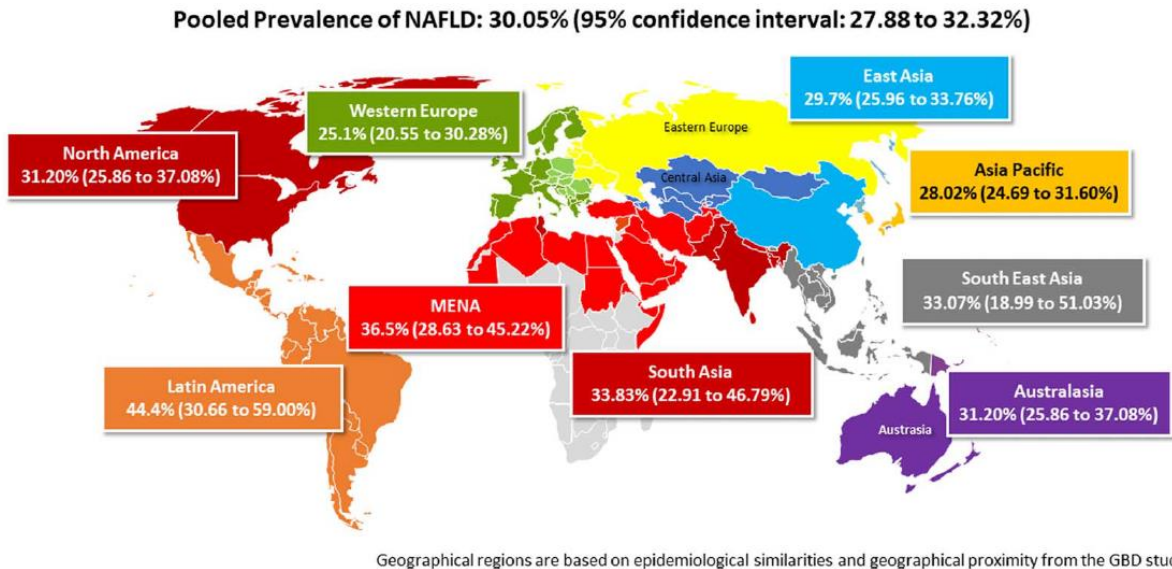 Pooled Prevalence of NAFLD: 30.05% (95% confidence interval: 27.88 to 32.32%)
East Asia
29.7% (25.96 to 33.76%)
Western Europe
25.1% (20.55 to 30.28%)
Eastern Europe
North America
31.20% (25.86 to 37.08%)
Central Asia
Asia Pacific
28.02% (24.69 to 31.60%)
South East Asia
33.07% (18.99 to 51.03%)
MENA
36.5% (28.63 to 45.22%)
South Asia
33.83% (22.91 to 46.79%)
Latin America
44.4% (30.66 to 59.00%)
Australasia
31.20% (25.86 to 37.08%)
Austrasia
Geographical regions are based on epidemiological similarities and geographical proximity from the GBD stu